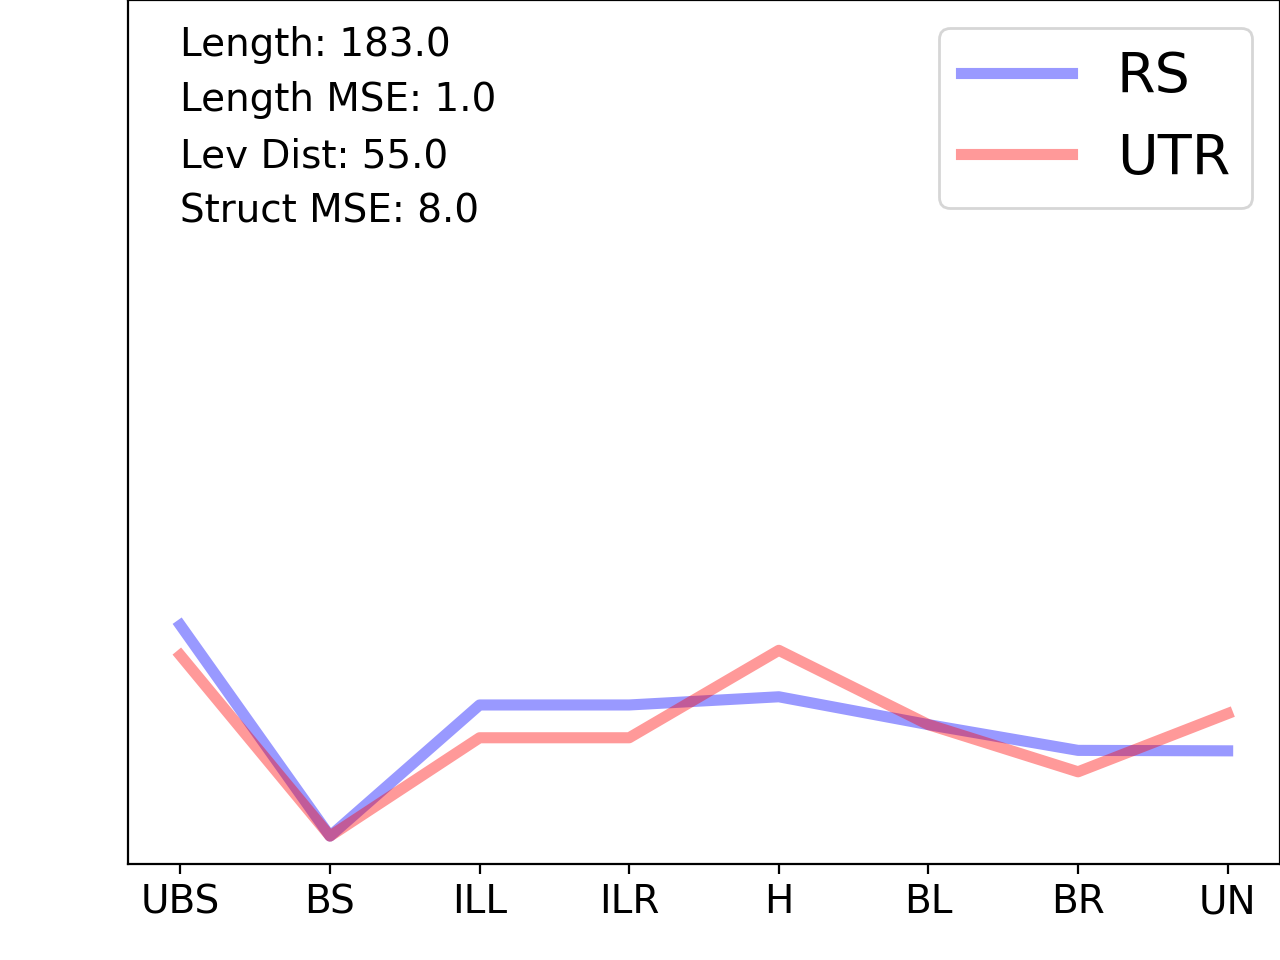 Length: 183.0
Length MSE: 1.0
Lev Dist: 55.0
Struct MSE: 8.0
RS
UTR
UBS BS ILL ILR H BL BR UN